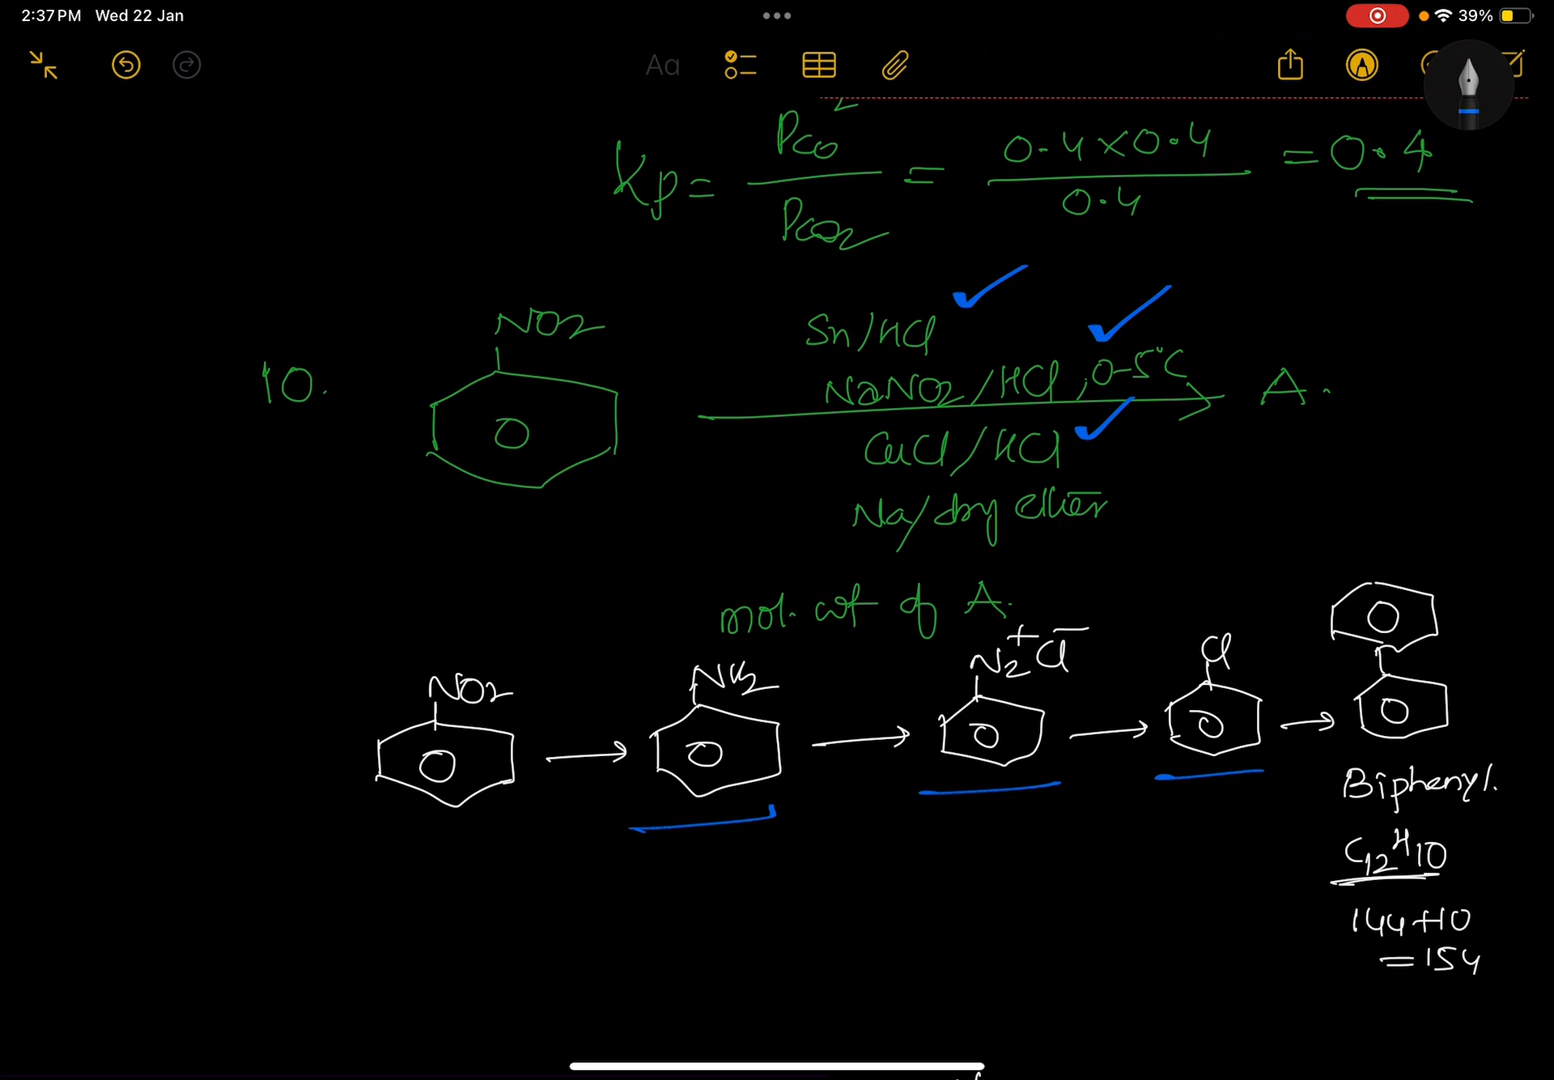 2:37 PM Wed 22 Jan
39%
Aa
Kp = Pco² / Pco2 = 0.4×0.4 / 0.4 = 0.4
10.
NO2
Sn/HCl
NaNO2/HCl, 0-5°C
A.
CuCl/HCl
Na/dry ether
mol. wt of A.
NO2
NH2
N2+Cl−
Cl
Biphenyl.
C12H10
144+10
=154